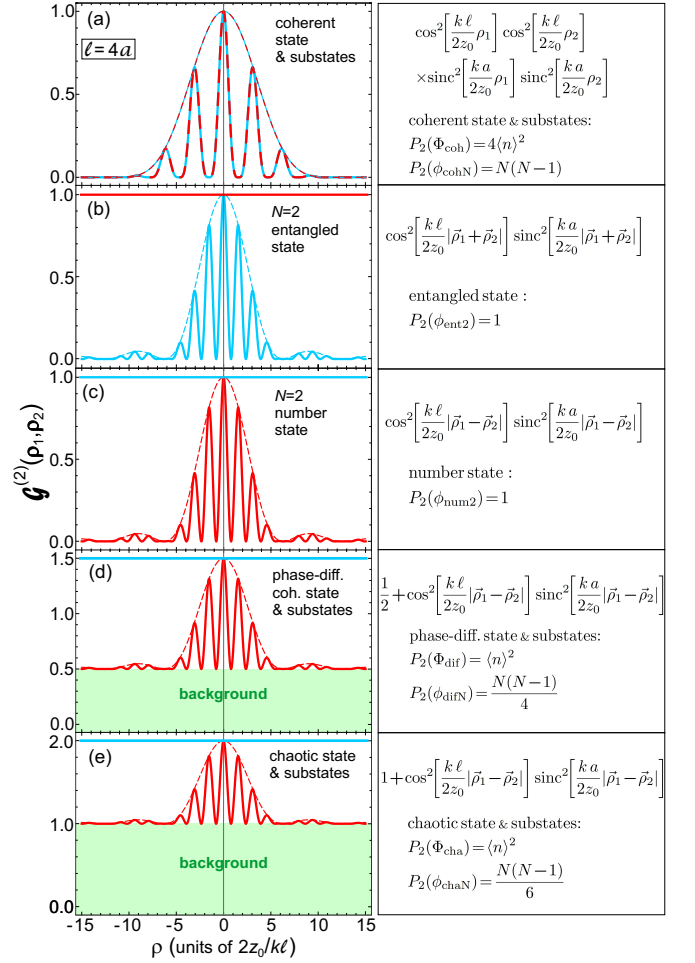 (a)
ℓ=4a
coherent
state
& substates
1.0
0.5
0.0
cos²[kℓ/2z₀ ρ₁] cos²[kℓ/2z₀ ρ₂]
×sinc²[ka/2z₀ ρ₁] sinc²[ka/2z₀ ρ₂]
coherent state & substates:
P₂(Φcoh)=4⟨n⟩²
P₂(ϕcohN)=N(N−1)
(b)
N=2
entangled
state
1.0
0.5
0.0
cos²[kℓ/2z₀ |ρ⃗₁+ρ⃗₂|] sinc²[ka/2z₀ |ρ⃗₁+ρ⃗₂|]
entangled state :
P₂(ϕent2)=1
(c)
N=2
number
state
1.0
0.5
0.0
cos²[kℓ/2z₀ |ρ⃗₁−ρ⃗₂|] sinc²[ka/2z₀ |ρ⃗₁−ρ⃗₂|]
number state :
P₂(ϕnum2)=1
𝓖⁽²⁾(ρ₁,ρ₂)
(d)
phase-diff.
coh. state
& substates
1.5
1.0
0.5
0.0
background
1/2+cos²[kℓ/2z₀ |ρ⃗₁−ρ⃗₂|] sinc²[ka/2z₀ |ρ⃗₁−ρ⃗₂|]
phase-diff. state & substates:
P₂(Φdif)=⟨n⟩²
P₂(ϕdifN)=N(N−1)/4
(e)
chaotic state
& substates
2.0
1.0
0.0
background
1+cos²[kℓ/2z₀ |ρ⃗₁−ρ⃗₂|] sinc²[ka/2z₀ |ρ⃗₁−ρ⃗₂|]
chaotic state & substates:
P₂(Φcha)=⟨n⟩²
P₂(ϕchaN)=N(N−1)/6
-15 -10 -5 0 5 10 15
ρ (units of 2z₀/kℓ)